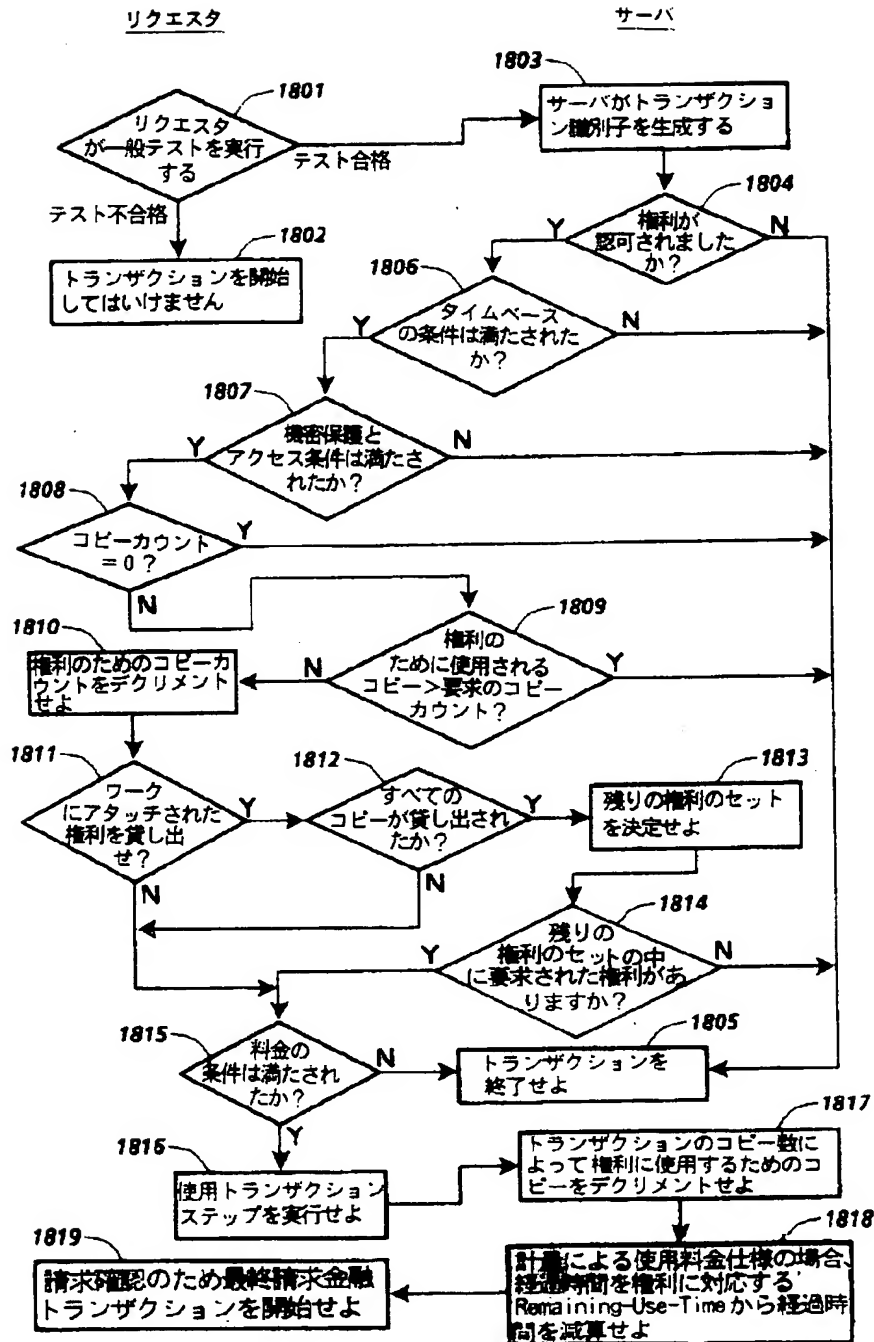 リクエスタ
サーバ
1801
リクエスタ
が一般テストを実行
する
テスト合格
テスト不合格
1803
サーバがトランザクショ
ン識別子を生成する
1802
トランザクションを開始
してはいけません
1804
権利が
認可されました
か?
Y
N
1806
タイムベース
の条件は満たされた
か?
Y
N
1807
機密保護と
アクセス条件は満たさ
れたか?
Y
N
1808
コピーカウント
=0?
Y
N
1809
権利の
ために使用される
コピー>要求のコピー
カウント?
N
Y
1810
権利のためのコピーカ
ウントをデクリメント
せよ
1811
ワーク
にアタッチされた
権利を貸し出
せ?
Y
N
1812
すべての
コピーが貸し出され
たか?
Y
N
1813
残りの権利のセット
を決定せよ
1814
残りの
権利のセットの中
に要求された権利があ
りますか?
Y
N
1815
料金の
条件は満たされ
たか?
N
Y
1805
トランザクションを
終了せよ
1816
使用トランザクション
ステップを実行せよ
1817
トランザクションのコピー数に
よって権利に使用するためのコ
ピーをデクリメントせよ
1818
計量による使用料金仕様の場合、
経過時間を権利に対応する
Remaining-Use-Timeから経過時
間を減算せよ
1819
請求確認のため最終請求金融
トランザクションを開始せよ